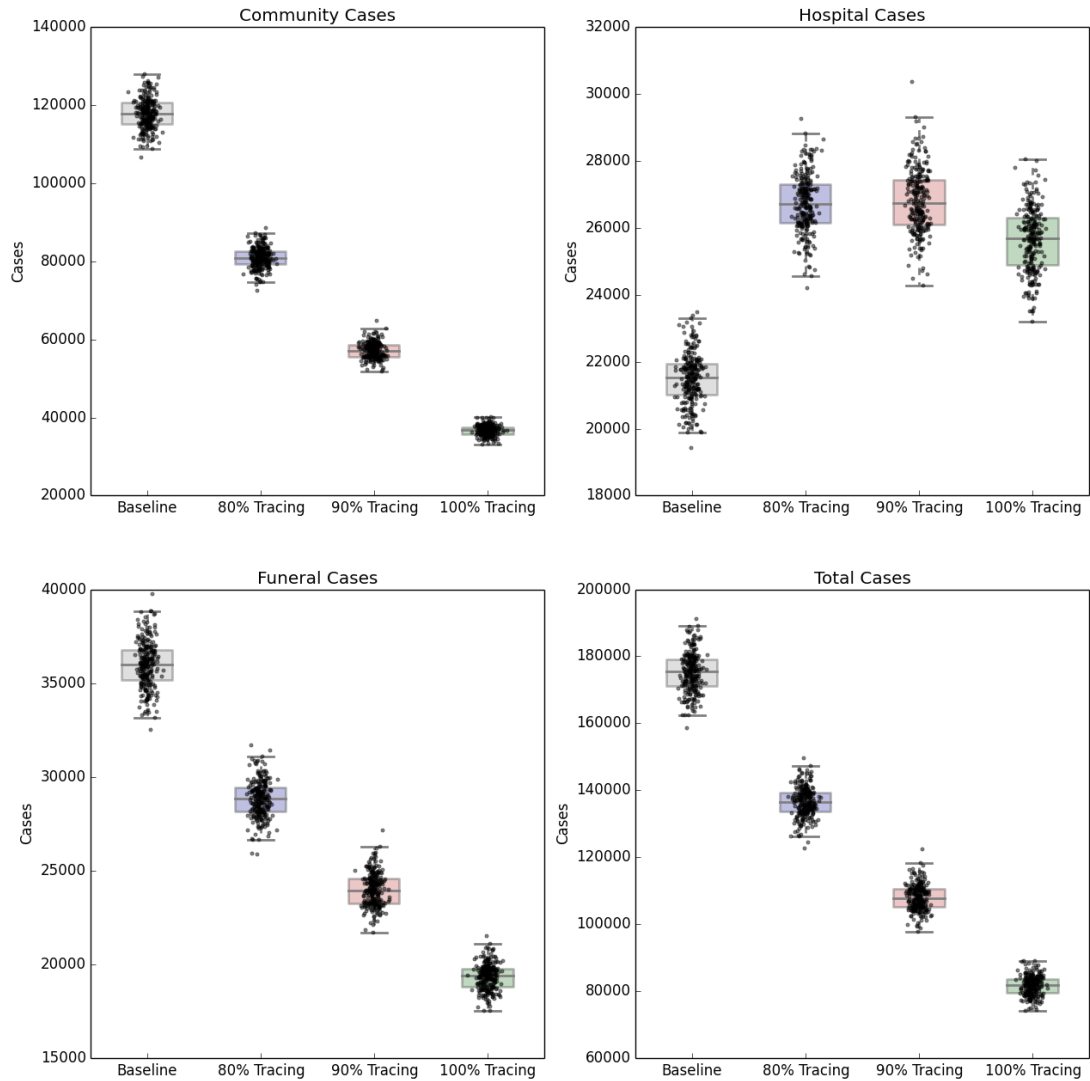 Community Cases
140000
120000
100000
80000
60000
40000
20000
Cases
Baseline 80% Tracing 90% Tracing 100% Tracing
Hospital Cases
32000
30000
28000
26000
24000
22000
20000
18000
Cases
Baseline 80% Tracing 90% Tracing 100% Tracing
Funeral Cases
40000
35000
30000
25000
20000
15000
Cases
Baseline 80% Tracing 90% Tracing 100% Tracing
Total Cases
200000
180000
160000
140000
120000
100000
80000
60000
Cases
Baseline 80% Tracing 90% Tracing 100% Tracing